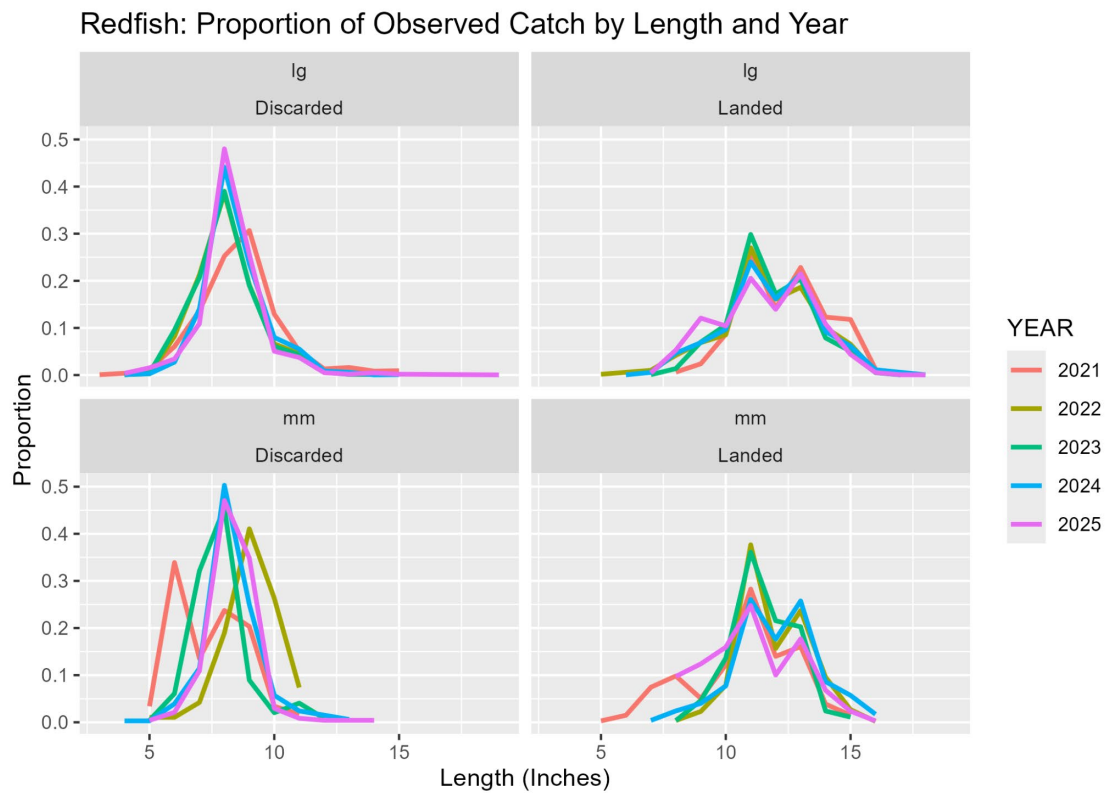 Redfish: Proportion of Observed Catch by Length and Year
lg
Discarded
lg
Landed
0.5
0.4
0.3
0.2
0.1
0.0
mm
Discarded
mm
Landed
0.5
0.4
0.3
0.2
0.1
0.0
5
10
15
5
10
15
Length (Inches)
Proportion
YEAR
2021
2022
2023
2024
2025